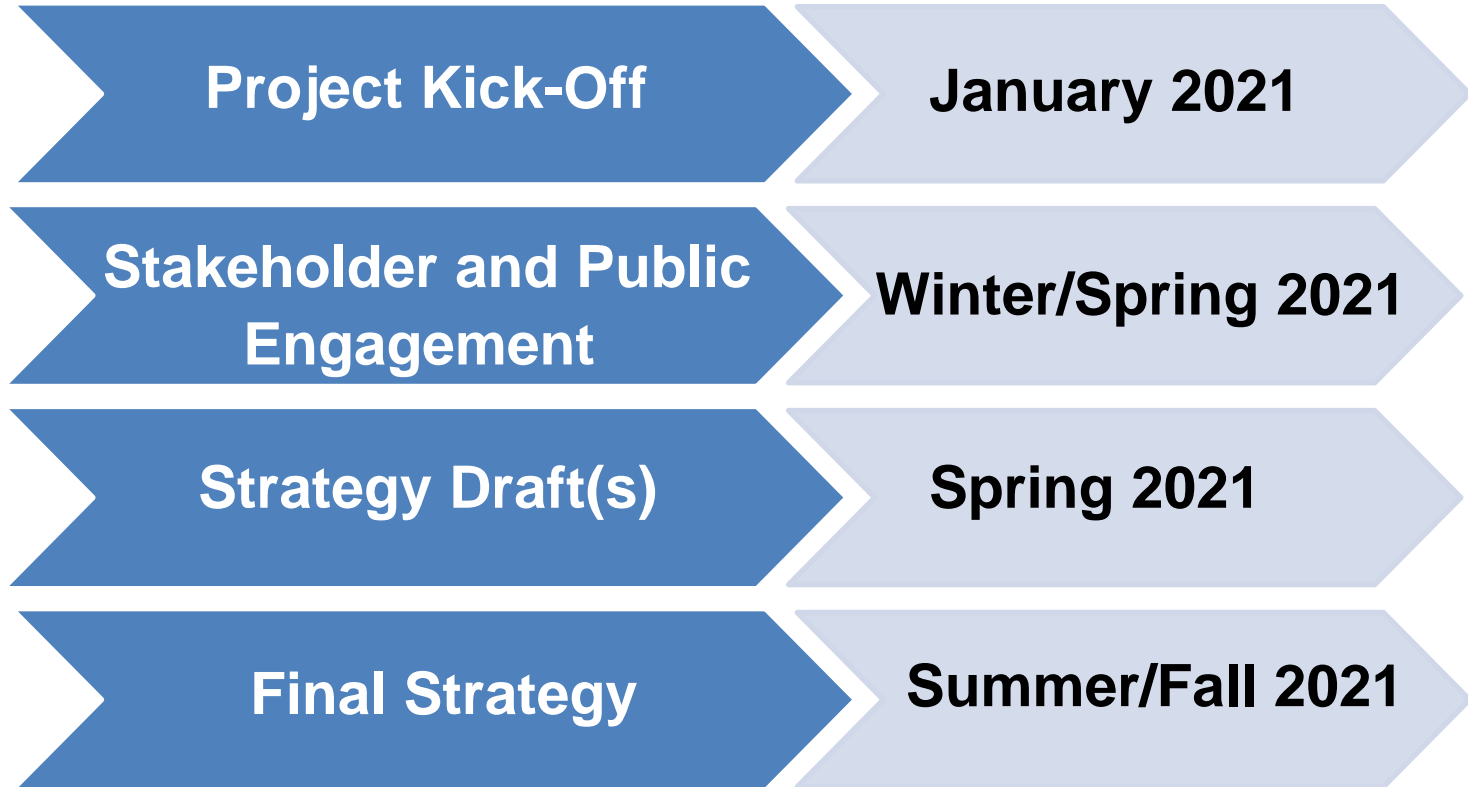 Project Kick-Off
January 2021
Stakeholder and Public
Engagement
Winter/Spring 2021
Strategy Draft(s)
Spring 2021
Final Strategy
Summer/Fall 2021